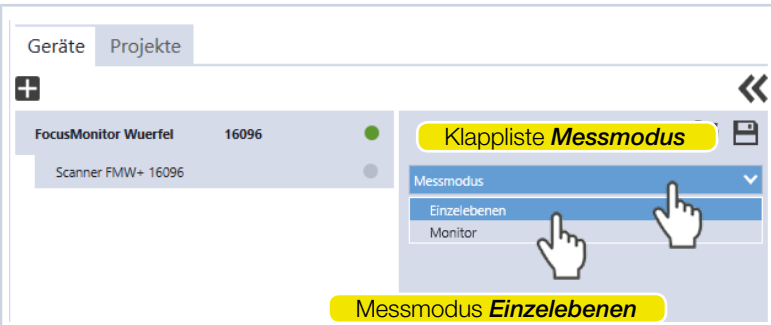 Geräte Projekte
FocusMonitor Wuerfel 16096
Klappliste Messmodus
Scanner FMW+ 16096
Messmodus
Einzelebenen
Monitor
Messmodus Einzelebenen